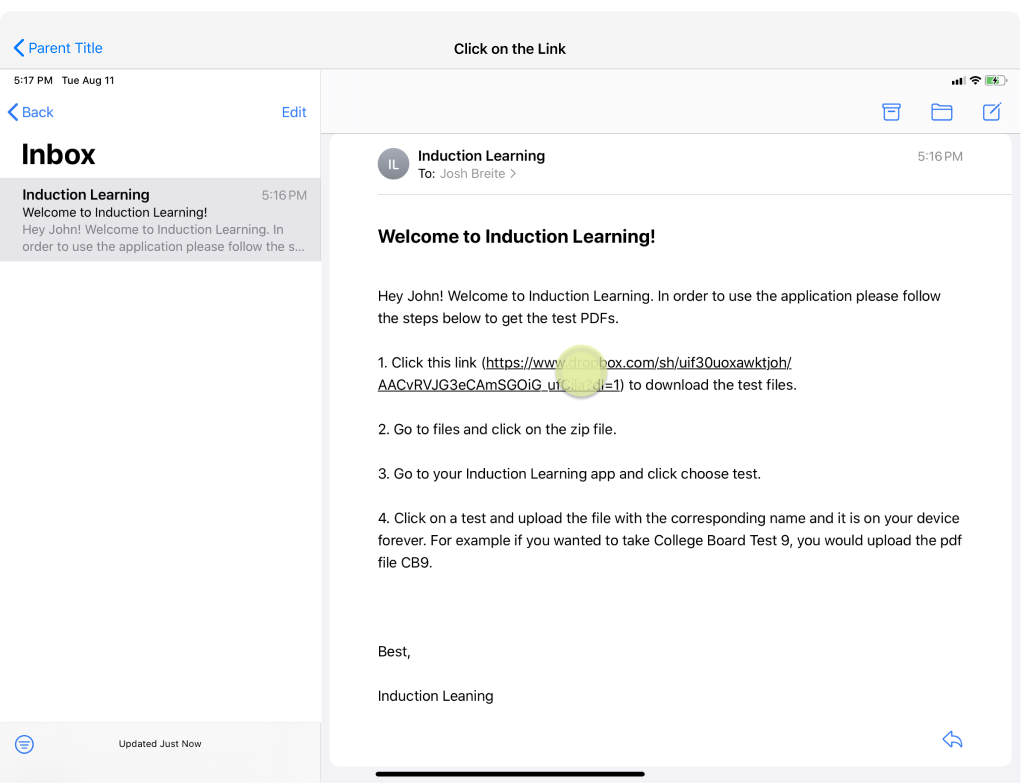 Parent Title
Click on the Link
5:17 PM Tue Aug 11
Back
Edit
Inbox
Induction Learning 5:16 PM
Welcome to Induction Learning!
Hey John! Welcome to Induction Learning. In
order to use the application please follow the s...
Updated Just Now
IL
Induction Learning
5:16 PM
To: Josh Breite >
Welcome to Induction Learning!
Hey John! Welcome to Induction Learning. In order to use the application please follow
the steps below to get the test PDFs.
1. Click this link (https://www.dropbox.com/sh/uif30uoxawktjoh/
to download the test files.
2. Go to files and click on the zip file.
3. Go to your Induction Learning app and click choose test.
4. Click on a test and upload the file with the corresponding name and it is on your device
forever. For example if you wanted to take College Board Test 9, you would upload the pdf
file CB9.
Best,
Induction Leaning